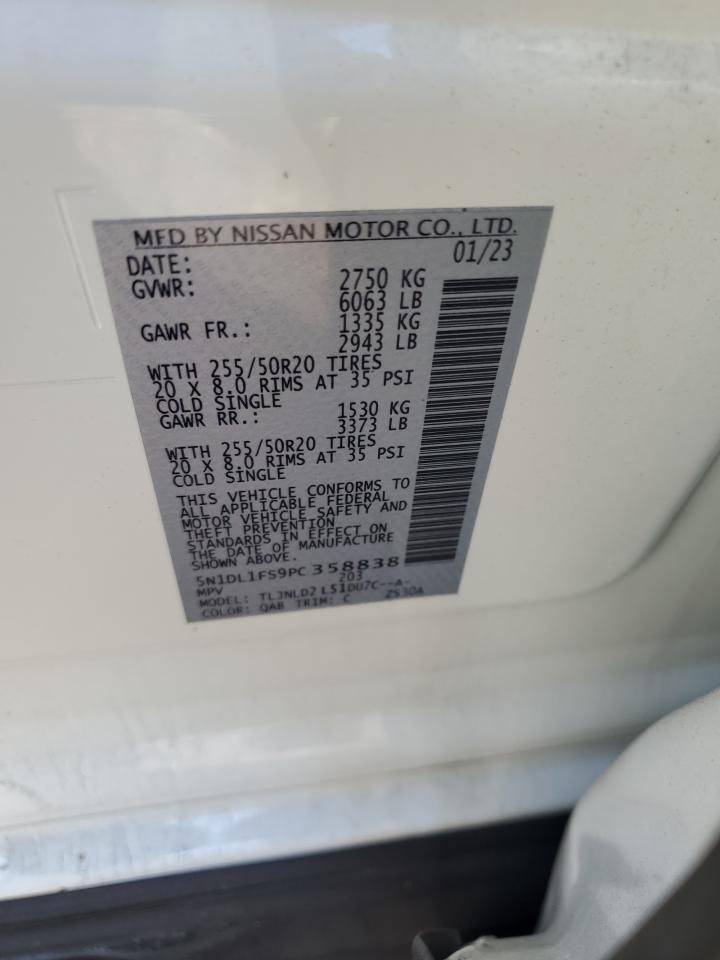 MFD BY NISSAN MOTOR CO., LTD.
DATE: 01/23
GVWR: 2750 KG
6063 LB
GAWR FR.: 1335 KG
2943 LB
WITH 255/50R20 TIRES
20 X 8.0 RIMS AT 35 PSI
COLD SINGLE
GAWR RR.: 1530 KG
3373 LB
WITH 255/50R20 TIRES
20 X 8.0 RIMS AT 35 PSI
COLD SINGLE
THIS VEHICLE CONFORMS TO
ALL APPLICABLE FEDERAL
MOTOR VEHICLE SAFETY AND
THEFT PREVENTION
STANDARDS IN EFFECT ON
THE DATE OF MANUFACTURE
SHOWN ABOVE.
5N1DL1FS9PC358838
MPV 203
MODEL: TLJNLD2 LS1DU7C--A-
COLOR: QAB TRIM: C ZS30A